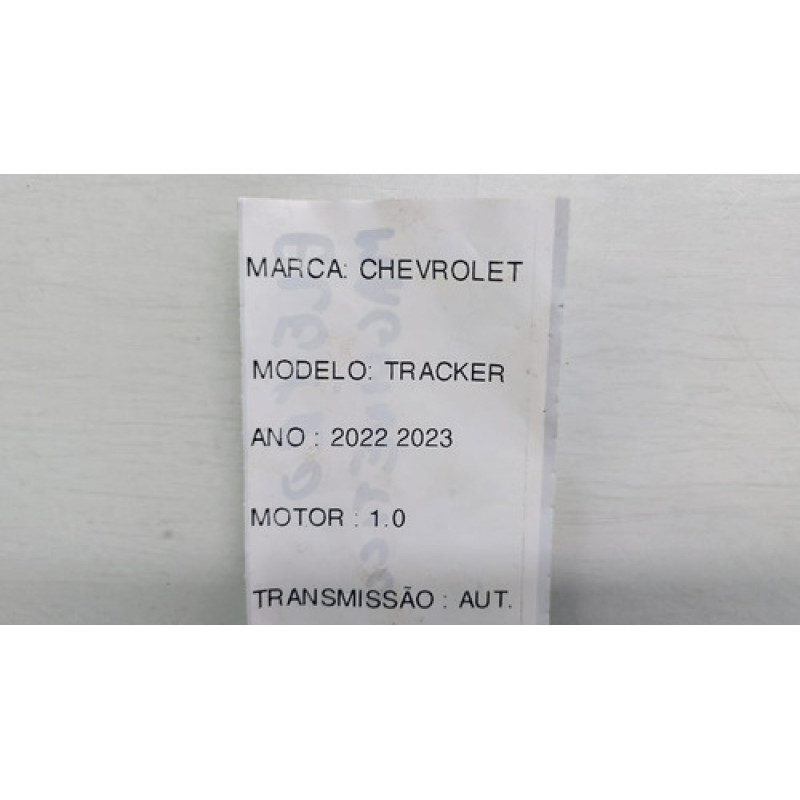 MARCA: CHEVROLET
MODELO: TRACKER
ANO : 2022 2023
MOTOR : 1.0
TRANSMISSÃO : AUT.